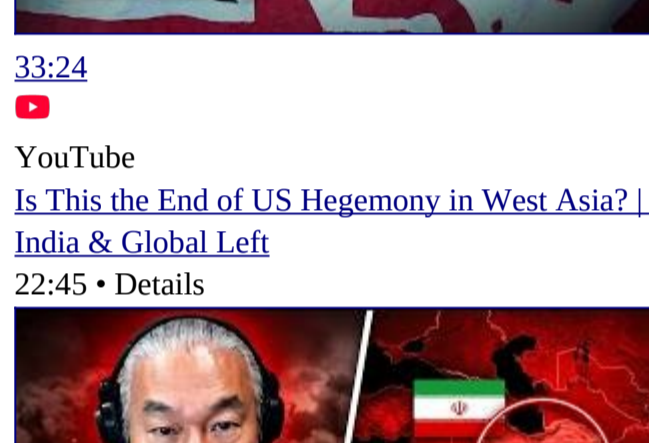 33:24
YouTube
Is This the End of US Hegemony in West Asia? |
India & Global Left
22:45 • Details